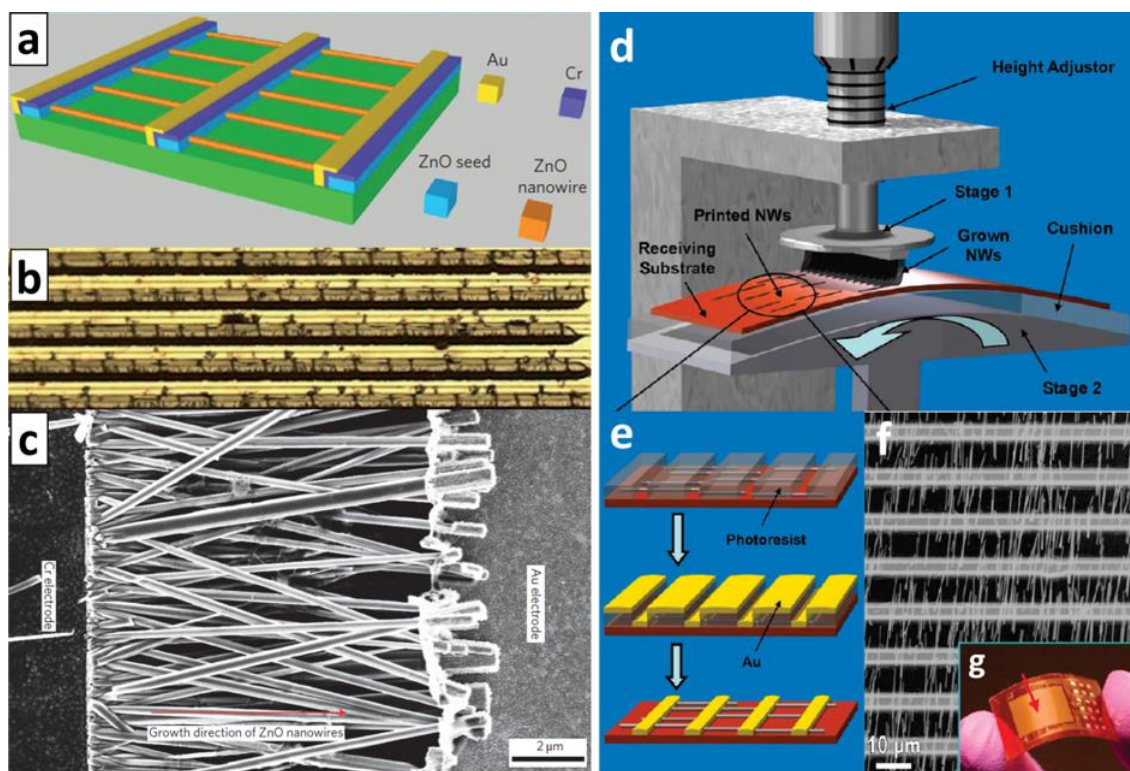 a
Au
Cr
ZnO seed
ZnO
nanowire
b
c
Cr electrode
Au electrode
Growth direction of ZnO nanowires
2 μm
d
Height Adjustor
Stage 1
Printed NWs
Grown
NWs
Cushion
Receiving
Substrate
Stage 2
e
Photoresist
Au
f
10 μm
g